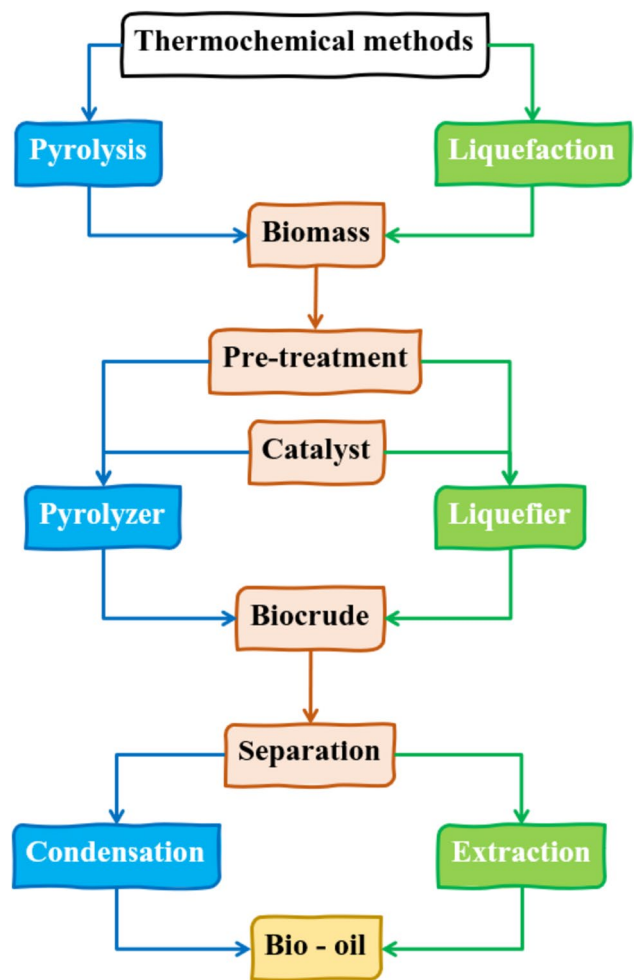 Thermochemical methods
Pyrolysis
Liquefaction
Biomass
Pre-treatment
Catalyst
Pyrolyzer
Liquefier
Biocrude
Separation
Condensation
Extraction
Bio - oil